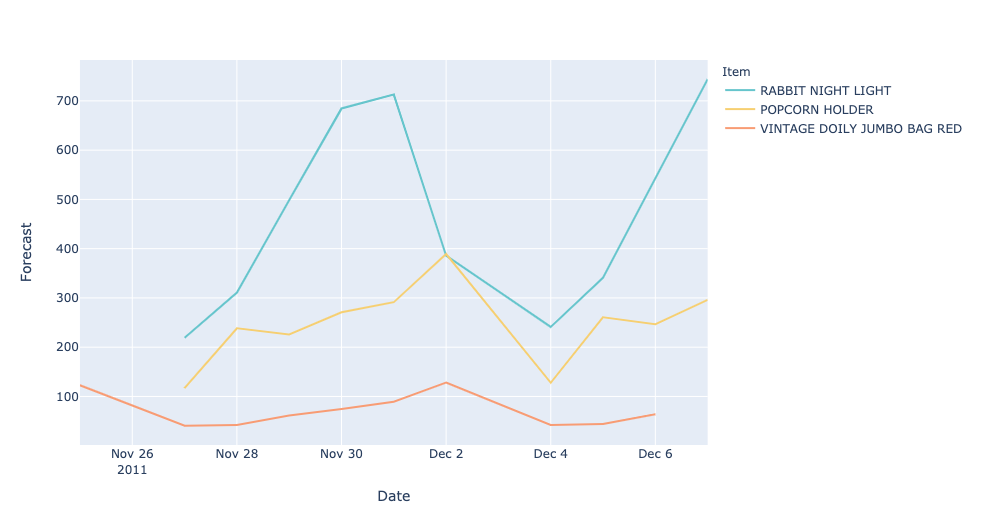 Item
RABBIT NIGHT LIGHT
POPCORN HOLDER
VINTAGE DOILY JUMBO BAG RED
Forecast
700
600
500
400
300
200
100
Nov 26
2011
Nov 28
Nov 30
Dec 2
Dec 4
Dec 6
Date